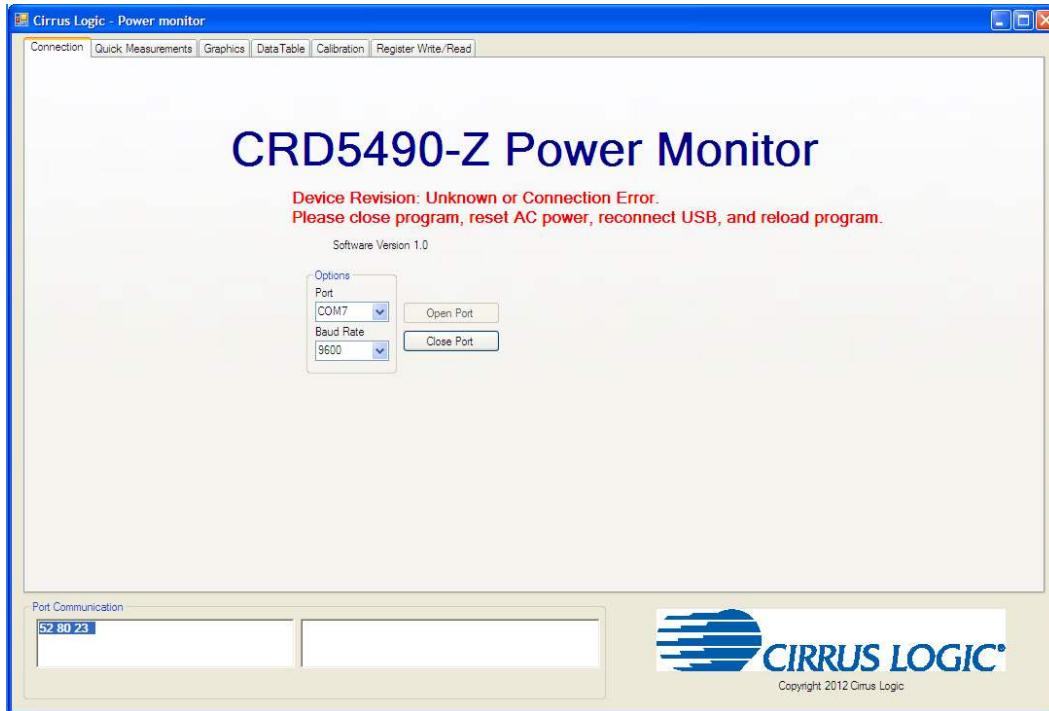 Cirrus Logic - Power monitor
Connection Quick Measurements Graphics DataTable Calibration Register Write/Read
CRD5490-Z Power Monitor
Device Revision: Unknown or Connection Error.
Please close program, reset AC power, reconnect USB, and reload program.
Software Version 1.0
Options
Port
COM7
Open Port
Baud Rate
9600
Close Port
Port Communication
52 80 23
CIRRUS LOGIC®
Copyright 2012 Cirrus Logic